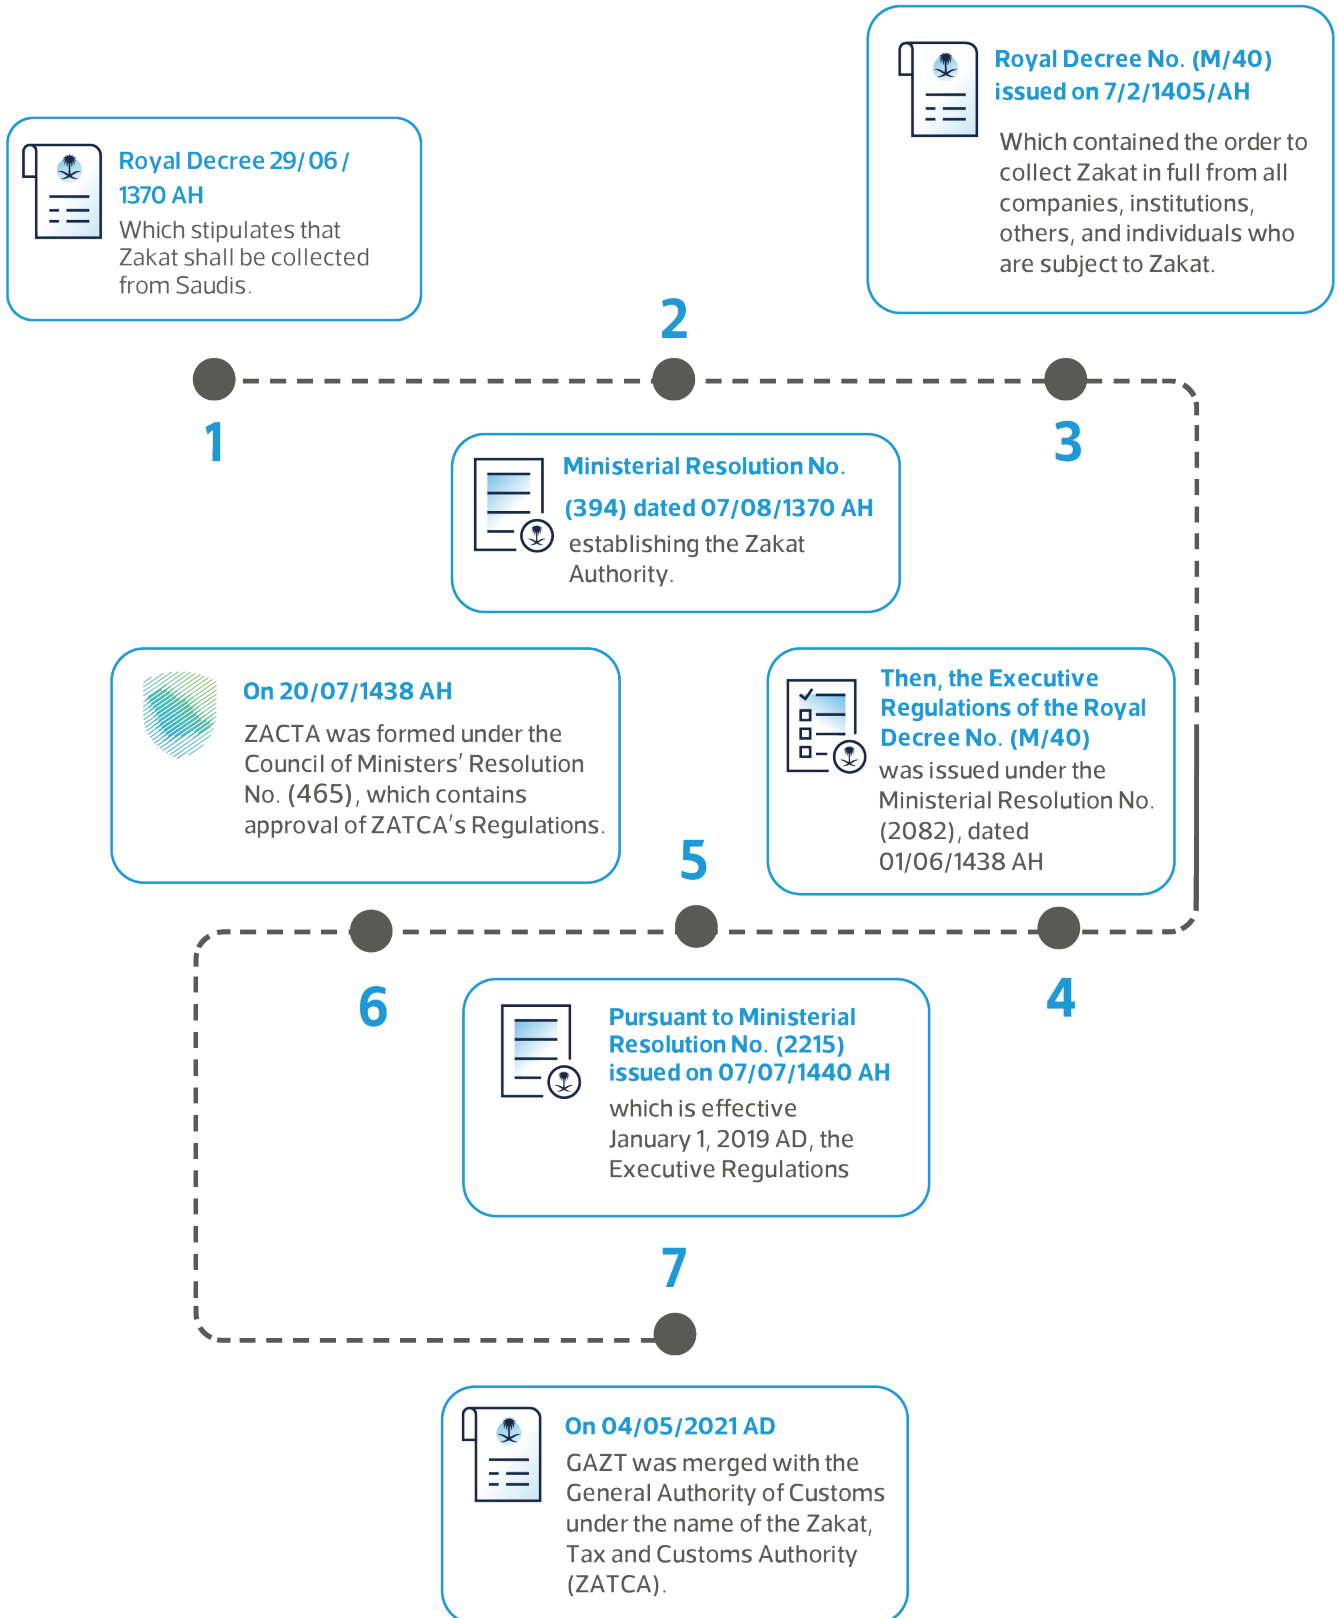 Royal Decree 29/06/
1370 AH
Which stipulates that
Zakat shall be collected
from Saudis.
1
2
Ministerial Resolution No.
(394) dated 07/08/1370 AH
establishing the Zakat
Authority.
Royal Decree No. (M/40)
issued on 7/2/1405/AH
Which contained the order to
collect Zakat in full from all
companies, institutions,
others, and individuals who
are subject to Zakat.
3
Then, the Executive
Regulations of the Royal
Decree No. (M/40)
was issued under the
Ministerial Resolution No.
(2082), dated
01/06/1438 AH
4
5
Pursuant to Ministerial
Resolution No. (2215)
issued on 07/07/1440 AH
which is effective
January 1, 2019 AD, the
Executive Regulations
On 20/07/1438 AH
ZACTA was formed under the
Council of Ministers' Resolution
No. (465), which contains
approval of ZATCA's Regulations.
6
7
On 04/05/2021 AD
GAZT was merged with the
General Authority of Customs
under the name of the Zakat,
Tax and Customs Authority
(ZATCA).